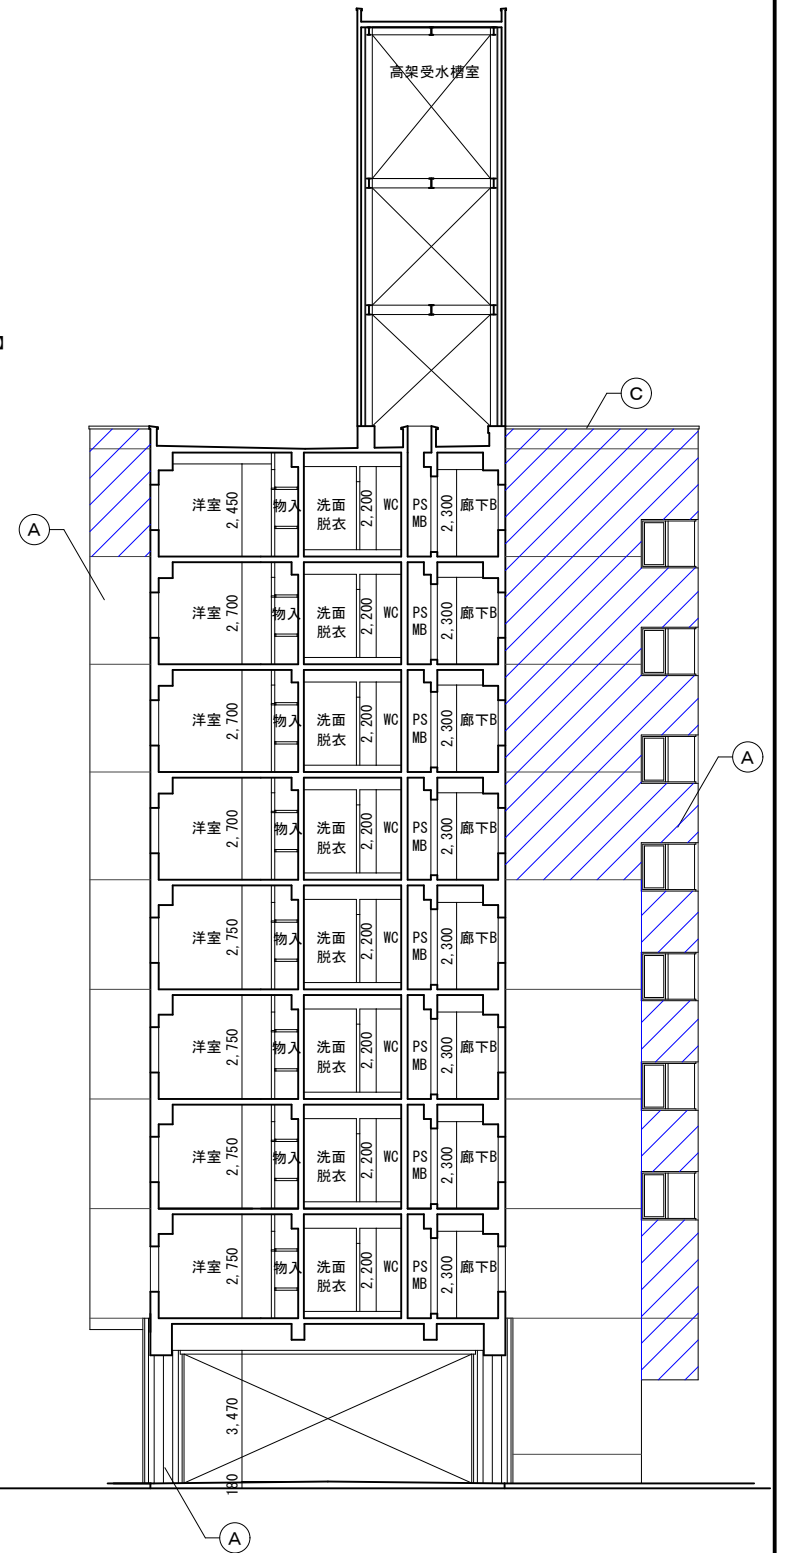 高架受水槽室
C
洋室 2,450 物入 洗面 脱衣 2,200 WC PS MB 2,300 廊下B
A
洋室 2,700 物入 洗面 脱衣 2,200 WC PS MB 2,300 廊下B
洋室 2,700 物入 洗面 脱衣 2,200 WC PS MB 2,300 廊下B
A
洋室 2,700 物入 洗面 脱衣 2,200 WC PS MB 2,300 廊下B
洋室 2,750 物入 洗面 脱衣 2,200 WC PS MB 2,300 廊下B
洋室 2,750 物入 洗面 脱衣 2,200 WC PS MB 2,300 廊下B
洋室 2,750 物入 洗面 脱衣 2,200 WC PS MB 2,300 廊下B
洋室 2,750 物入 洗面 脱衣 2,200 WC PS MB 2,300 廊下B
3,470
180
A